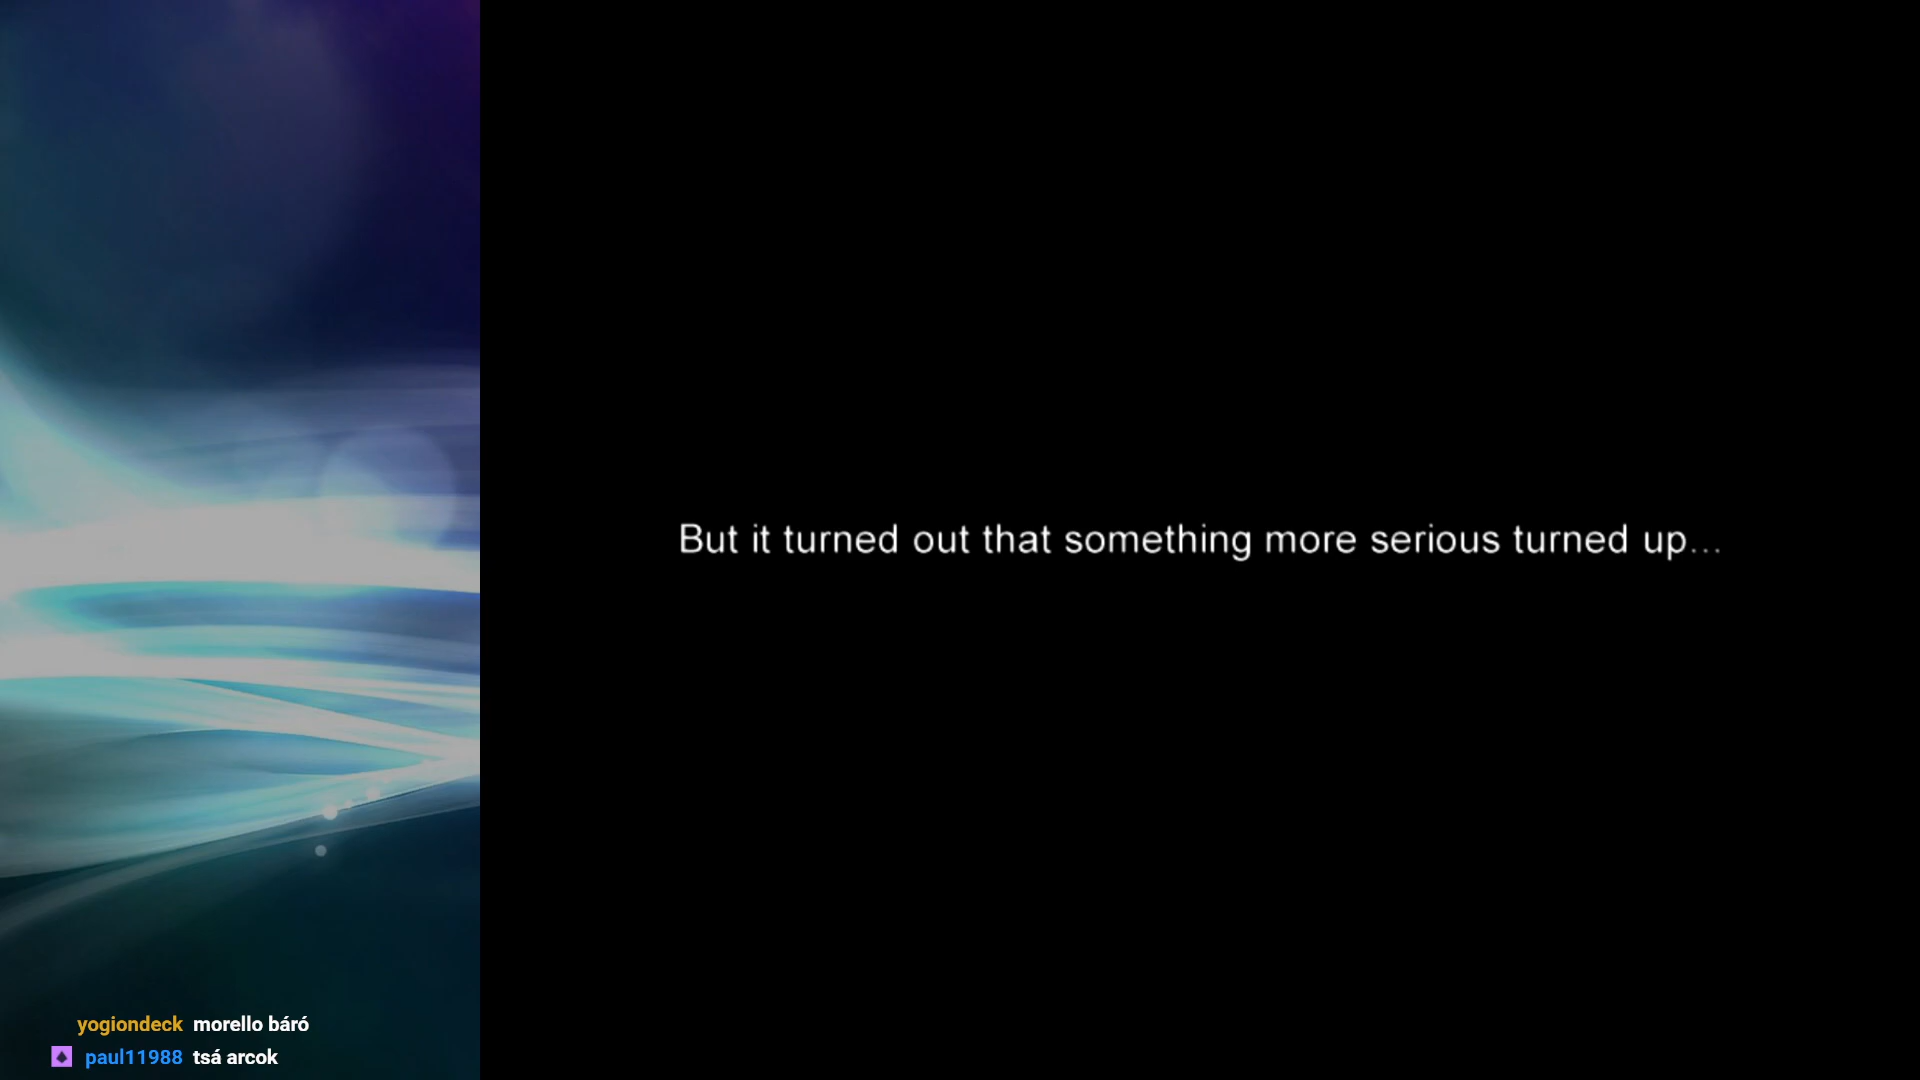 But it turned out that something more serious turned up...
yogiondeck morello báró
paul11988 tsá arcok